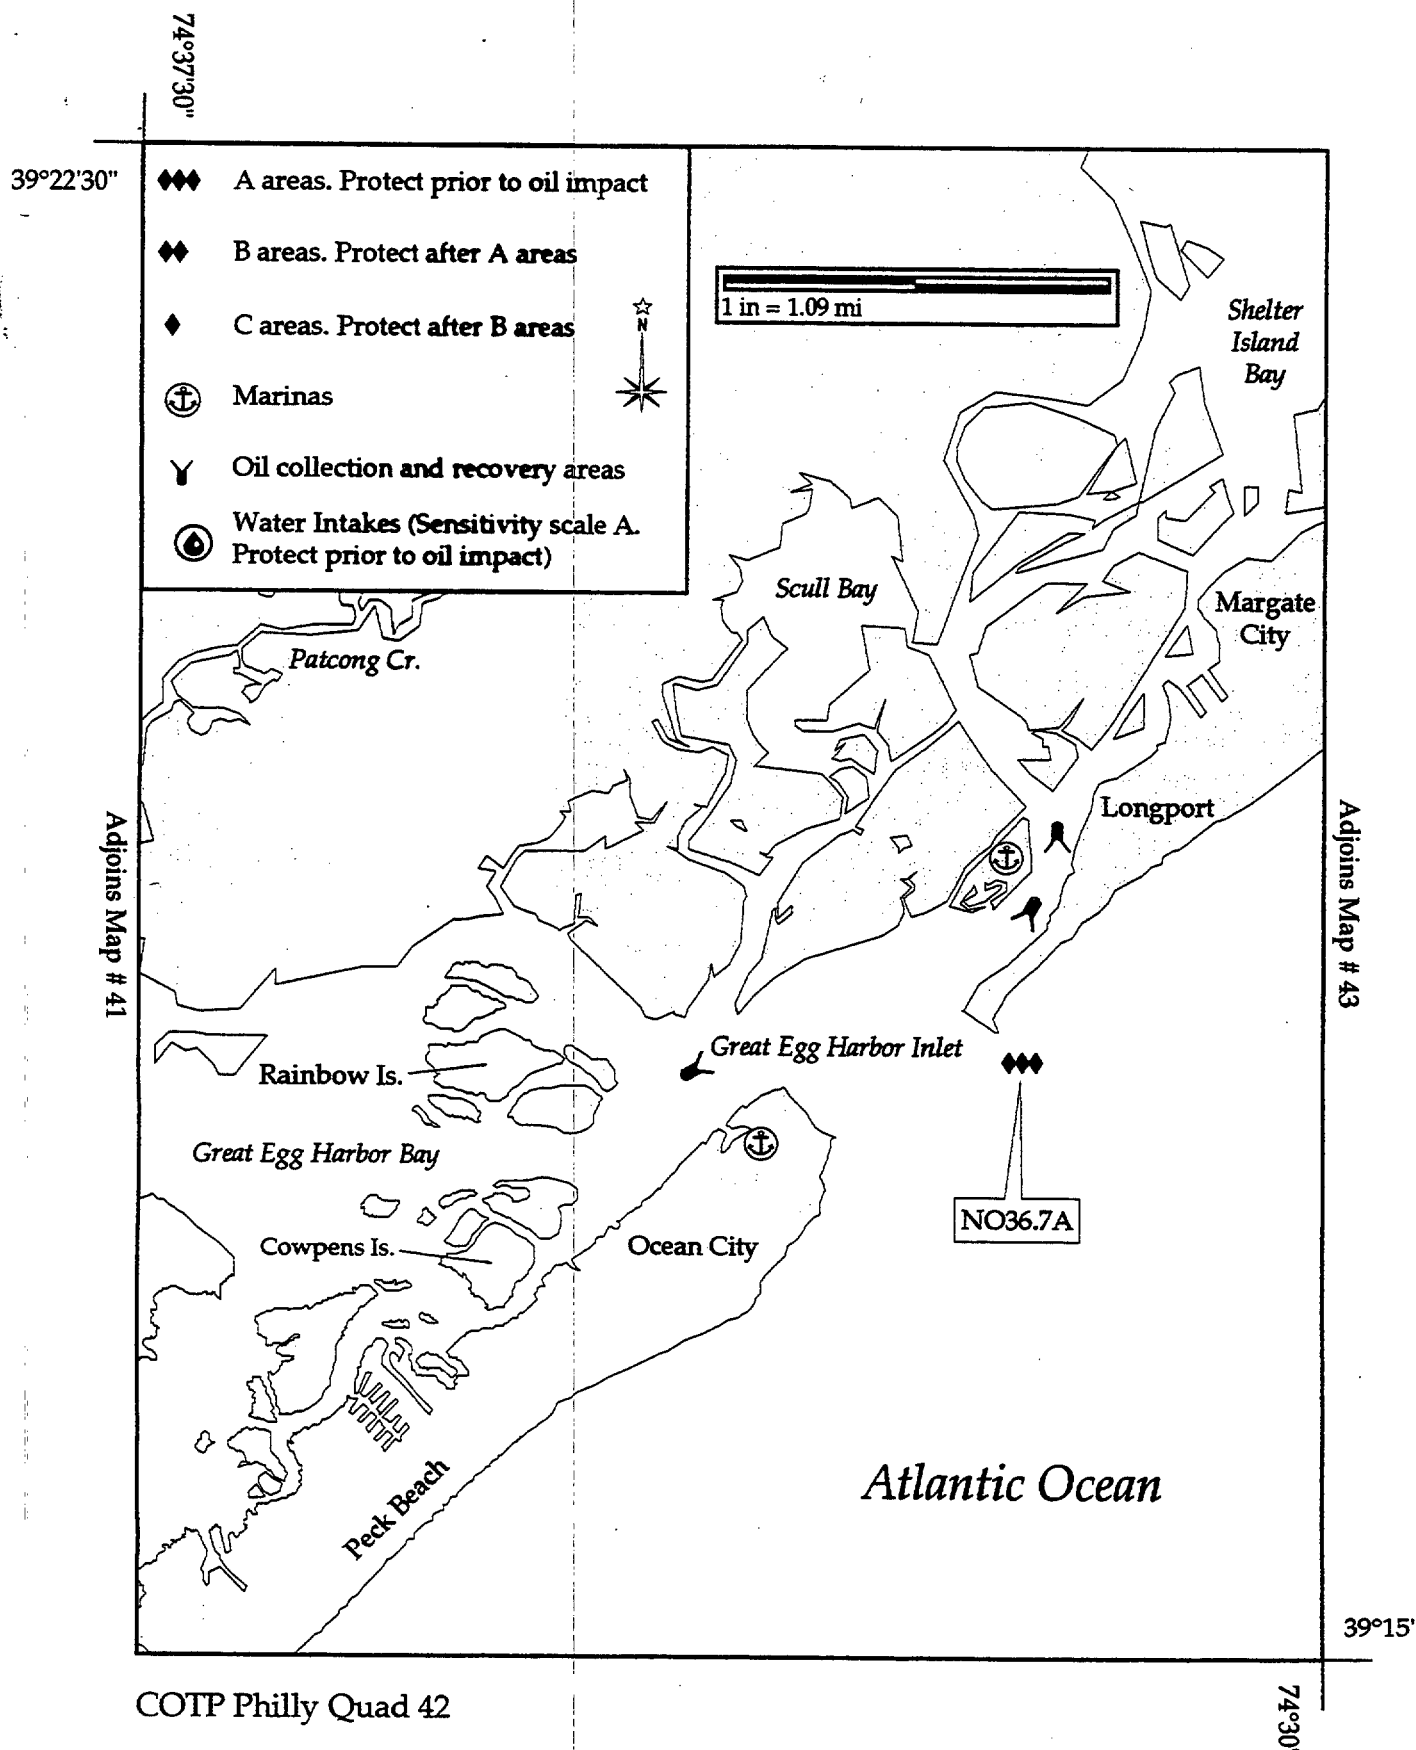 74°37'30"
39°22'30"
A areas. Protect prior to oil impact
B areas. Protect after A areas
C areas. Protect after B areas
N
Marinas
Oil collection and recovery areas
Water Intakes (Sensitivity scale A.
Protect prior to oil impact)
1 in = 1.09 mi
Shelter
Island
Bay
Scull Bay
Margate
City
Patcong Cr.
Longport
Adjoins Map # 41
Adjoins Map # 43
Great Egg Harbor Inlet
Rainbow Is.
Great Egg Harbor Bay
NO36.7A
Cowpens Is.
Ocean City
Atlantic Ocean
Peck Beach
39°15'
COTP Philly Quad 42
74°30'